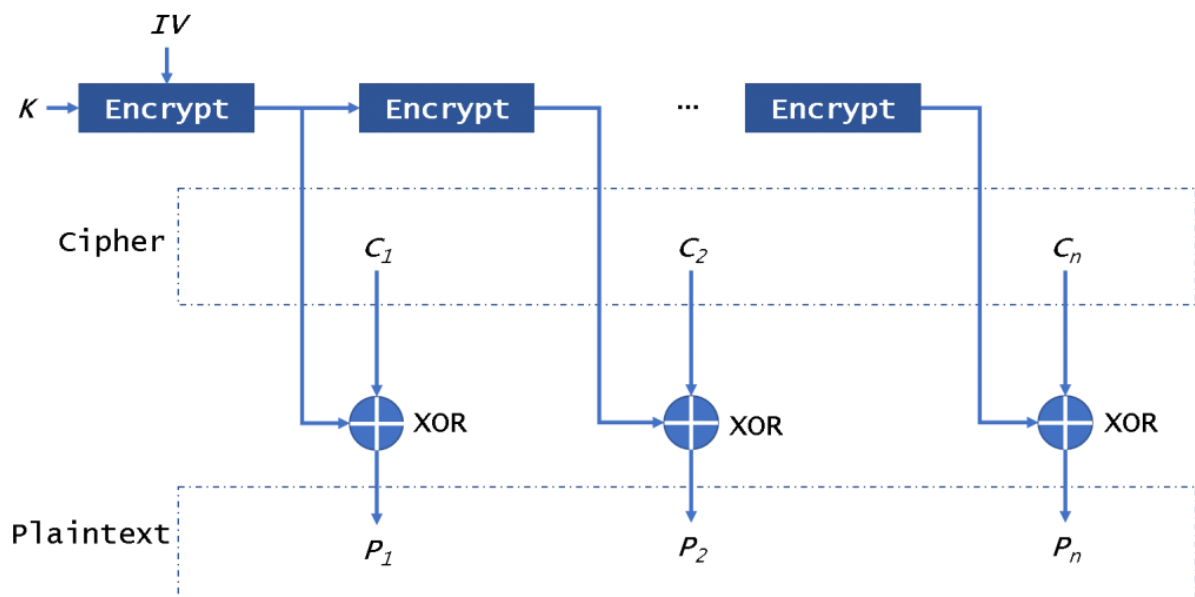 IV
K
Encrypt
Encrypt
...
Encrypt
Cipher
C1
C2
Cn
XOR
XOR
XOR
Plaintext
P1
P2
Pn